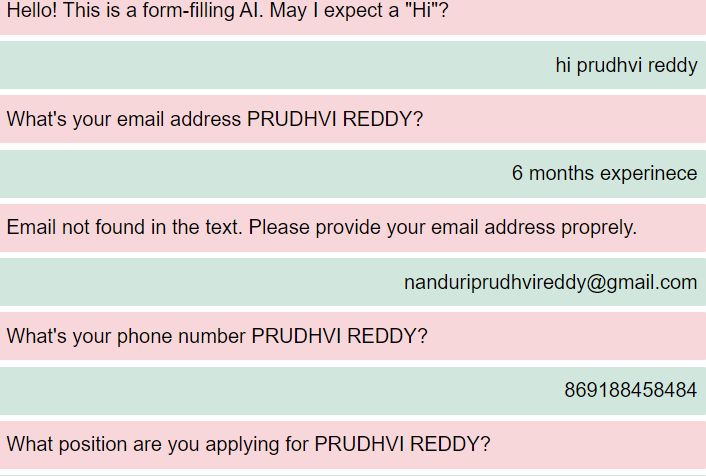 Hello! This is a form-filling AI. May I expect a "Hi"?
hi prudhvi reddy
What's your email address PRUDHVI REDDY?
6 months experinece
Email not found in the text. Please provide your email address proprely.
nanduriprudhvireddy@gmail.com
What's your phone number PRUDHVI REDDY?
869188458484
What position are you applying for PRUDHVI REDDY?